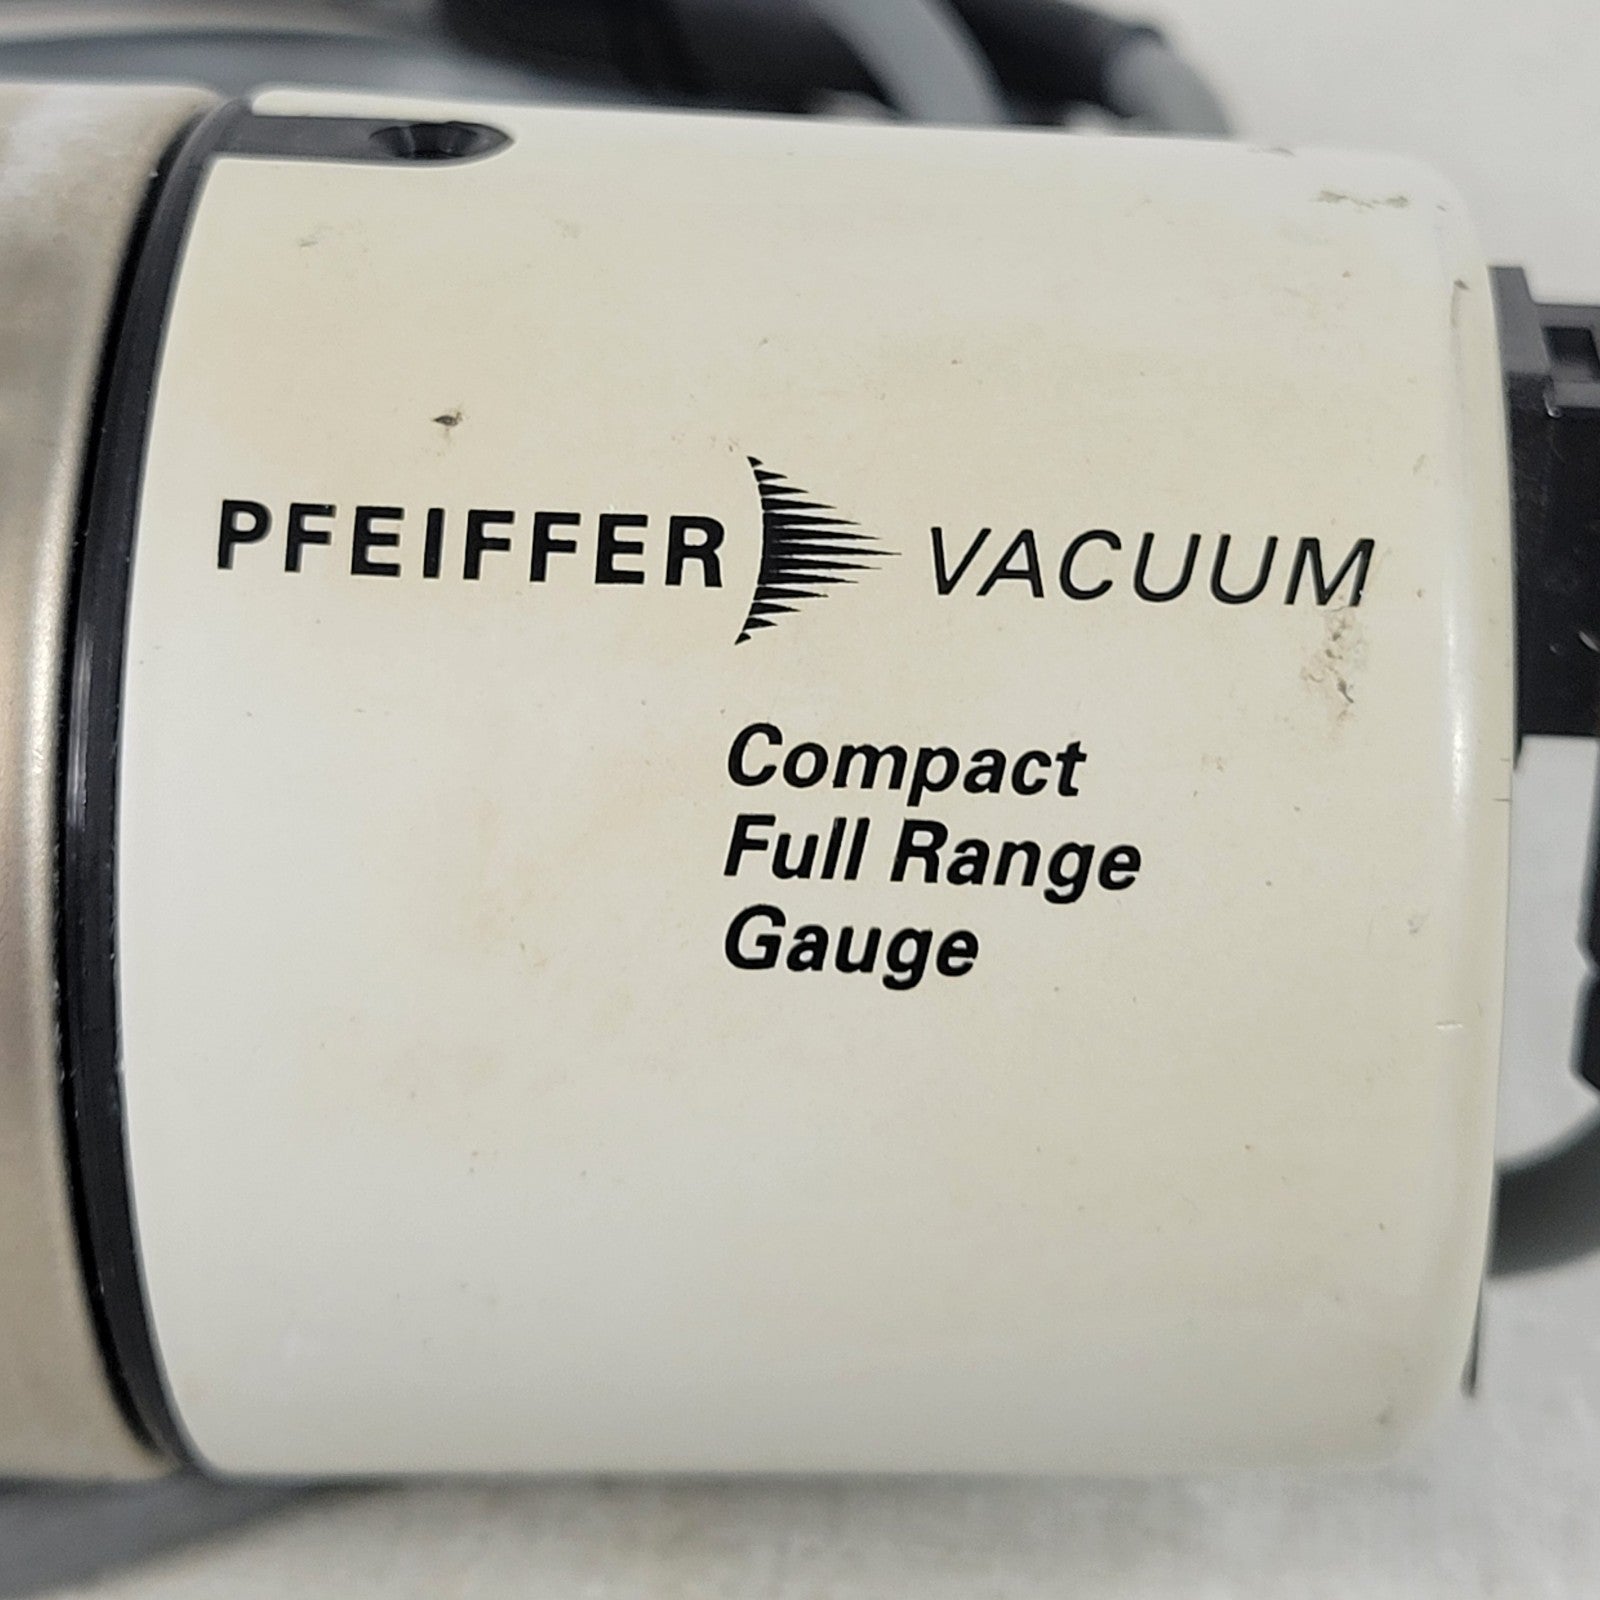 PFEIFFER VACUUM
Compact
Full Range
Gauge